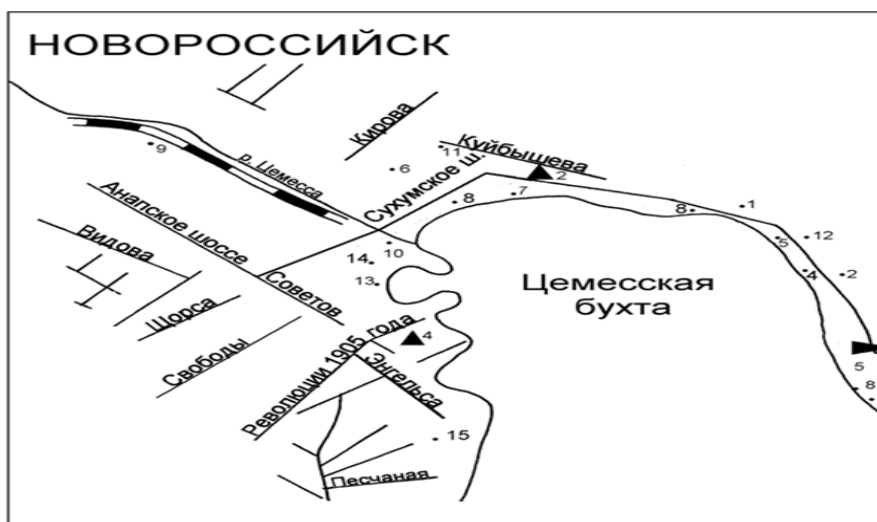 НОВОРОССИЙСК
Кирова
Куйбышева
11
2
6
9
р. Цемесса
Сухумское ш.
7
8
8
1
5
12
Анапское шоссе
10
14
13
4
2
Видова
Советов
Цемесская
бухта
Щорса
Свободы
Революции 1905 года
4
Энгельса
5
8
15
Песчаная